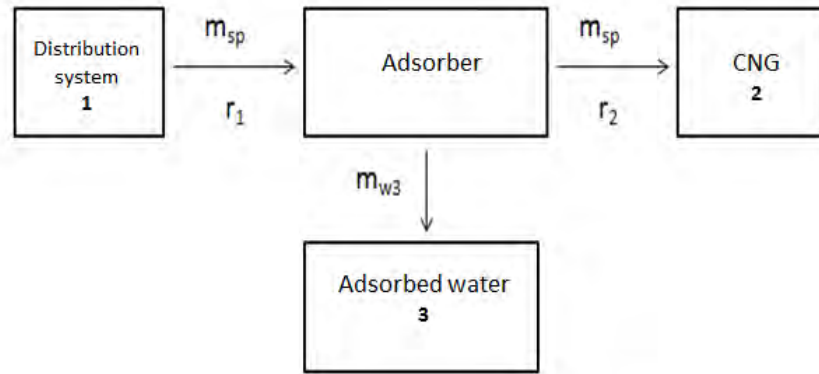 Distribution
system
1
m_sp
r_1
Adsorber
m_sp
r_2
CNG
2
m_w3
Adsorbed water
3